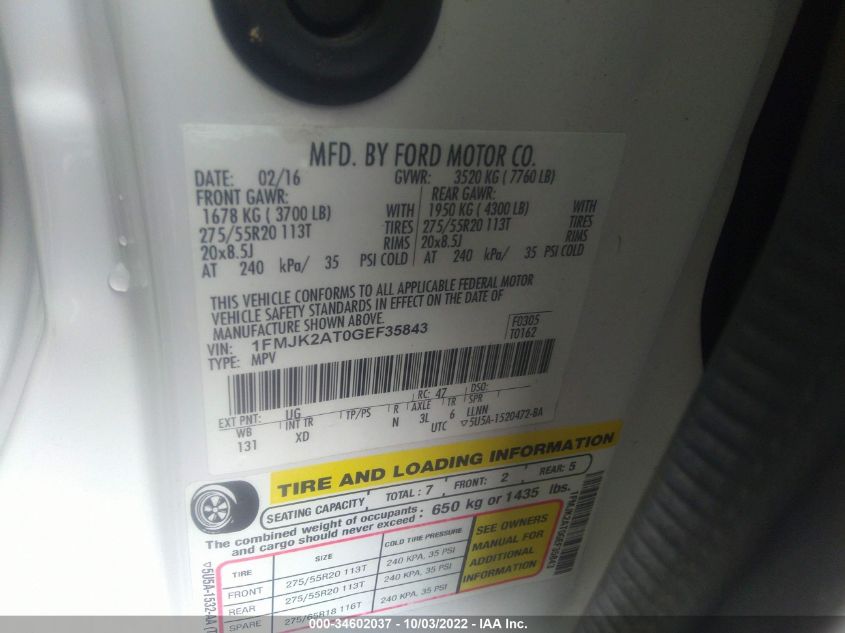 MFD. BY FORD MOTOR CO.
DATE: 02/16 GVWR: 3520 KG ( 7760 LB)
FRONT GAWR: REAR GAWR:
1678 KG ( 3700 LB) WITH 1950 KG ( 4300 LB) WITH
275/55R20 113T TIRES 275/55R20 113T TIRES
20x8.5J RIMS 20x8.5J RIMS
AT 240 kPa/ 35 PSI COLD AT 240 kPa/ 35 PSI COLD
THIS VEHICLE CONFORMS TO ALL APPLICABLE FEDERAL MOTOR
VEHICLE SAFETY STANDARDS IN EFFECT ON THE DATE OF
MANUFACTURE SHOWN ABOVE.
VIN: 1FMJK2AT0GEF35843 F0305
TYPE: MPV T0162
EXT PNT: UG RC: 47 DSO:
WB INT TR TP/PS R AXLE TR SPR
131 XD N 3L 6 LLNN
UTC ▽5U5A-1520472-BA
TIRE AND LOADING INFORMATION
SEATING CAPACITY TOTAL : 7 FRONT: 2 REAR: 5
The combined weight of occupants and cargo should never exceed : 650 kg or 1435 lbs.
TIRE SIZE COLD TIRE PRESSURE
FRONT 275/55R20 113T 240 KPA, 35 PSI
REAR 275/55R20 113T 240 KPA, 35 PSI
SPARE 275/65R18 116T 240 KPA, 35 PSI
SEE OWNERS
MANUAL FOR
ADDITIONAL
INFORMATION
1FMJK2AT0GEF35843
▽5U5A-1532-AA
000-34602037 - 10/03/2022 - IAA Inc.